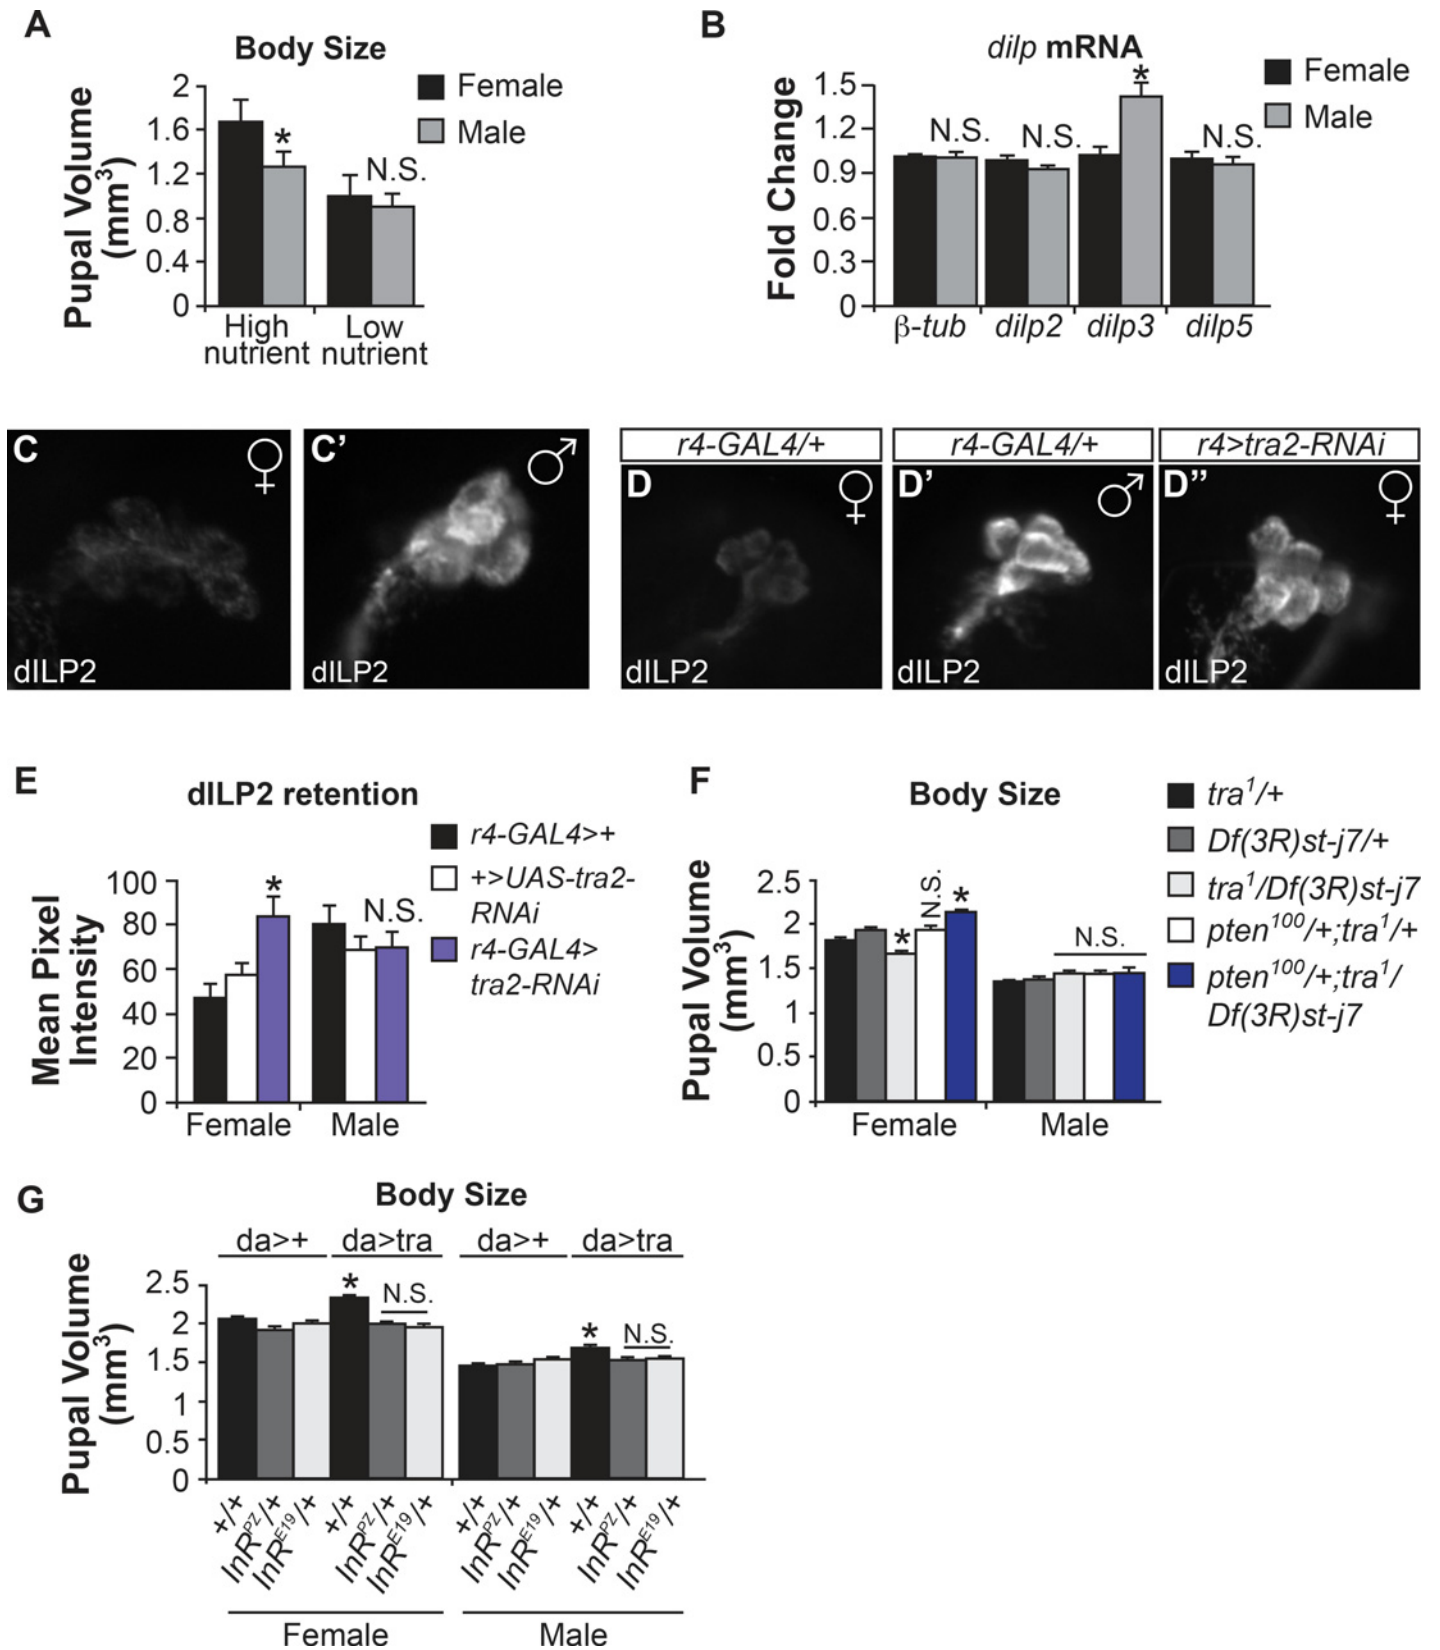 A
Body Size
Pupal Volume
(mm³)
2
1.6
1.2
0.8
0.4
0
*
N.S.
Female
Male
High
nutrient
Low
nutrient
B
dilp mRNA
Fold Change
1.5
1.2
0.9
0.6
0.3
0
N.S.
N.S.
*
N.S.
Female
Male
β-tub
dilp2
dilp3
dilp5
C
♀
dILP2
C'
♂
dILP2
r4-GAL4/+
D
♀
dILP2
r4-GAL4/+
D'
♂
dILP2
r4>tra2-RNAi
D"
♀
dILP2
E
dILP2 retention
Mean Pixel
Intensity
100
80
60
40
20
0
*
N.S.
Female
Male
r4-GAL4>+
+>UAS-tra2-
RNAi
r4-GAL4>
tra2-RNAi
F
Body Size
Pupal Volume
(mm³)
2.5
2
1.5
1
0.5
0
*
N.S.
*
N.S.
Female
Male
tra¹/+
Df(3R)st-j7/+
tra¹/Df(3R)st-j7
pten¹⁰⁰/+;tra¹/+
pten¹⁰⁰/+;tra¹/
Df(3R)st-j7
G
Body Size
da>+
da>tra
da>+
da>tra
Pupal Volume
(mm³)
2.5
2
1.5
1
0.5
0
*
N.S.
*
N.S.
+/+
InRᴾᶻ/+
InRᴱ¹⁹/+
+/+
InRᴾᶻ/+
InRᴱ¹⁹/+
+/+
InRᴾᶻ/+
InRᴱ¹⁹/+
+/+
InRᴾᶻ/+
InRᴱ¹⁹/+
Female
Male